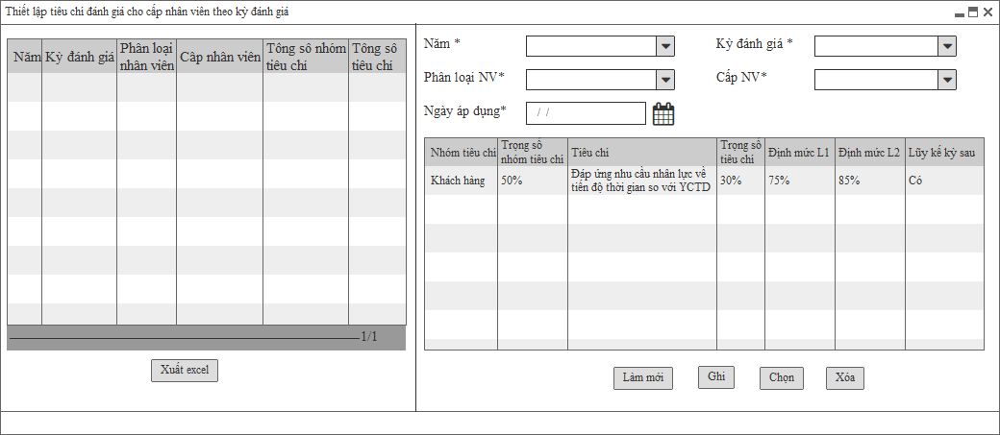 Thiết lập tiêu chí đánh giá cho cấp nhân viên theo kỳ đánh giá
Năm
Kỳ đánh giá
Phân loại
nhân viên
Cấp nhân viên
Tổng số nhóm
tiêu chí
Tổng số
tiêu chí
1/1
Xuất excel
Năm *
Kỳ đánh giá *
Phân loại NV*
Cấp NV*
Ngày áp dụng*
/ /
Nhóm tiêu chí
Trọng số
nhóm tiêu chí
Tiêu chí
Trọng số
tiêu chí
Định mức L1
Định mức L2
Lũy kế kỳ sau
Khách hàng
50%
Đáp ứng nhu cầu nhân lực về
tiến độ thời gian so với YCTD
30%
75%
85%
Có
Làm mới
Ghi
Chọn
Xóa